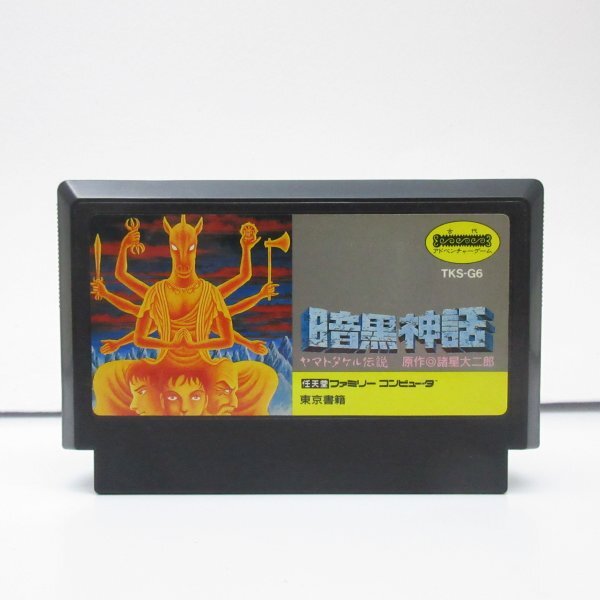 古代
アドベンチャーゲーム
TKS-G6
暗黒神話
ヤマトタケル伝説 原作@諸星大二郎
任天堂 ファミリーコンピュータ
東京書籍